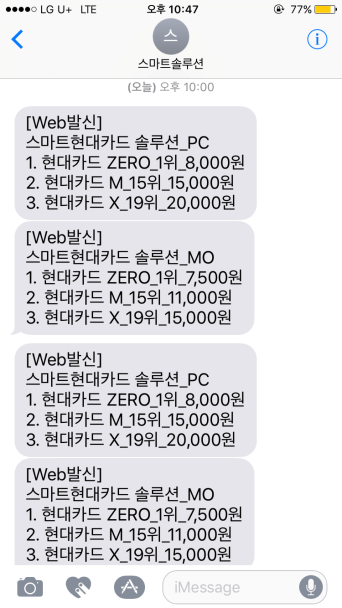 ●●●●○ LG U+ LTE 오후 10:47 77%
스
스마트솔루션
(오늘) 오후 10:00
[Web발신]
스마트현대카드 솔루션_PC
1. 현대카드 ZERO_1위_8,000원
2. 현대카드 M_15위_15,000원
3. 현대카드 X_19위_20,000원
[Web발신]
스마트현대카드 솔루션_MO
1. 현대카드 ZERO_1위_7,500원
2. 현대카드 M_15위_11,000원
3. 현대카드 X_19위_15,000원
[Web발신]
스마트현대카드 솔루션_PC
1. 현대카드 ZERO_1위_8,000원
2. 현대카드 M_15위_15,000원
3. 현대카드 X_19위_20,000원
[Web발신]
스마트현대카드 솔루션_MO
1. 현대카드 ZERO_1위_7,500원
2. 현대카드 M_15위_11,000원
3. 현대카드 X_19위_15,000원
iMessage